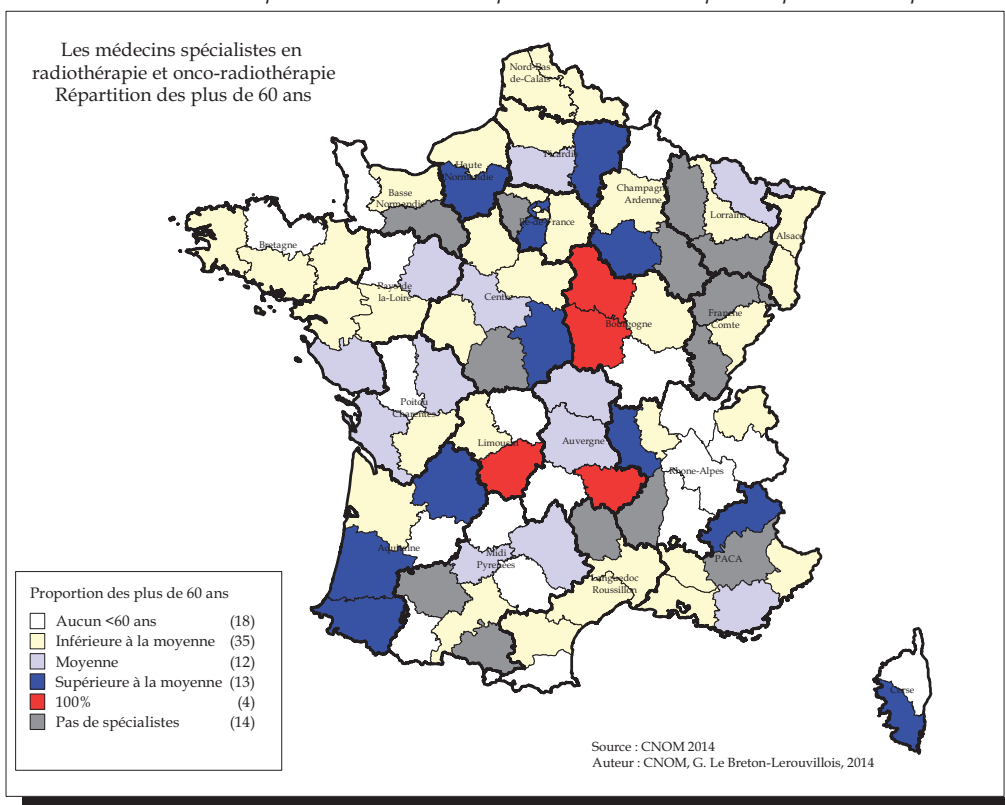 Les médecins spécialistes en
radiothérapie et onco-radiothérapie
Répartition des plus de 60 ans
Nord-Pas
de-Calais
Picardie
Haute
Normandie
Basse
Normandie
Champagne
Ardenne
Lorraine
Alsace
Ile-de-France
Bretagne
Pays de
la-Loire
Centre
Bourgogne
Franche
Comte
Poitou
Charentes
Limousin
Auvergne
Rhone-Alpes
Aquitaine
Midi
Pyrenées
Languedoc
Roussillon
PACA
Corse
Proportion des plus de 60 ans
Aucun <60 ans (18)
Inférieure à la moyenne (35)
Moyenne (12)
Supérieure à la moyenne (13)
100% (4)
Pas de spécialistes (14)
Source : CNOM 2014
Auteur : CNOM, G. Le Breton-Lerouvillois, 2014